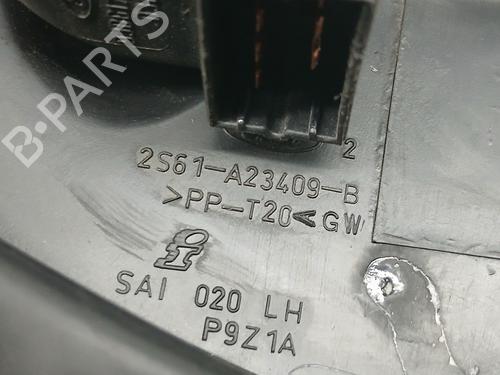 B-PARTS
2
2S61-A23409-B
>PP-T20< GW
i
SAI 020 LH
P9Z1A